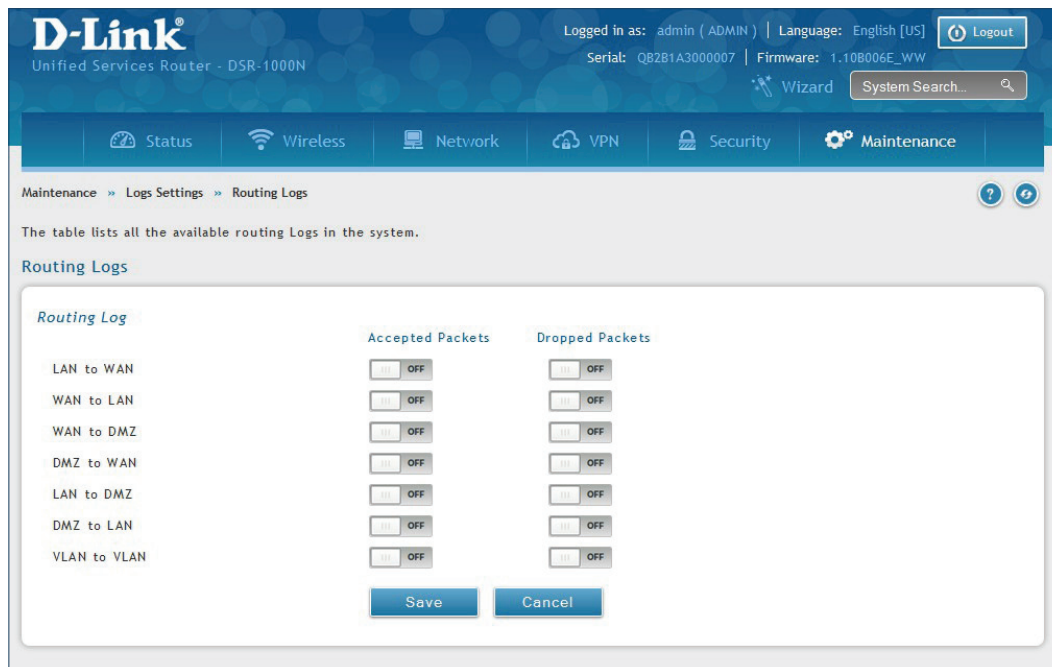 D-Link®
Unified Services Router - DSR-1000N
Logged in as: admin ( ADMIN ) | Language: English [US]
Logout
Serial: QB2B1A3000007 | Firmware: 1.10B006E_WW
Wizard
System Search...
Status
Wireless
Network
VPN
Security
Maintenance
Maintenance » Logs Settings » Routing Logs
?
The table lists all the available routing Logs in the system.
Routing Logs
Routing Log
Accepted Packets Dropped Packets
LAN to WAN OFF OFF
WAN to LAN OFF OFF
WAN to DMZ OFF OFF
DMZ to WAN OFF OFF
LAN to DMZ OFF OFF
DMZ to LAN OFF OFF
VLAN to VLAN OFF OFF
Save Cancel